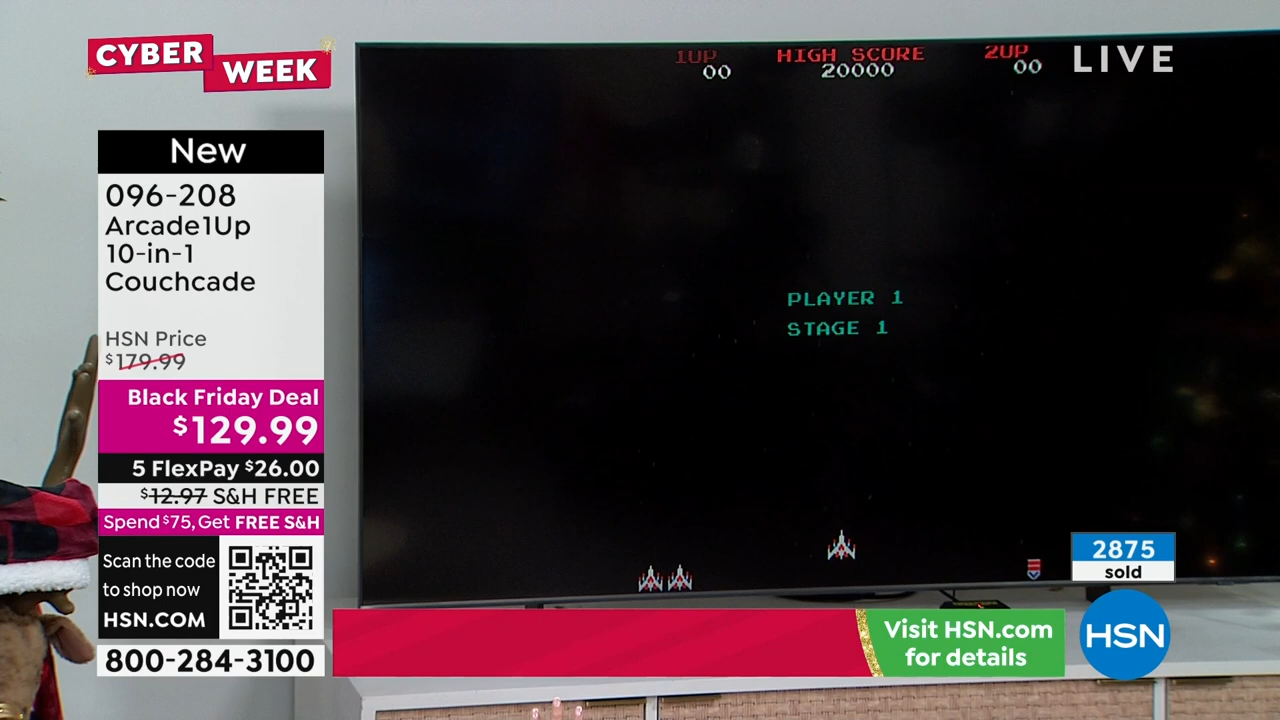 CYBER
WEEK
New
096-208
Arcade1Up
10-in-1
Couchcade
HSN Price
$179.99
Black Friday Deal
$129.99
5 FlexPay $26.00
$12.97 S&H FREE
Spend $75, Get FREE S&H
Scan the code
to shop now
HSN.COM
800-284-3100
1UP HIGH SCORE 2UP
00 20000 00
LIVE
PLAYER 1
STAGE 1
2875
sold
Visit HSN.com
for details
HSN